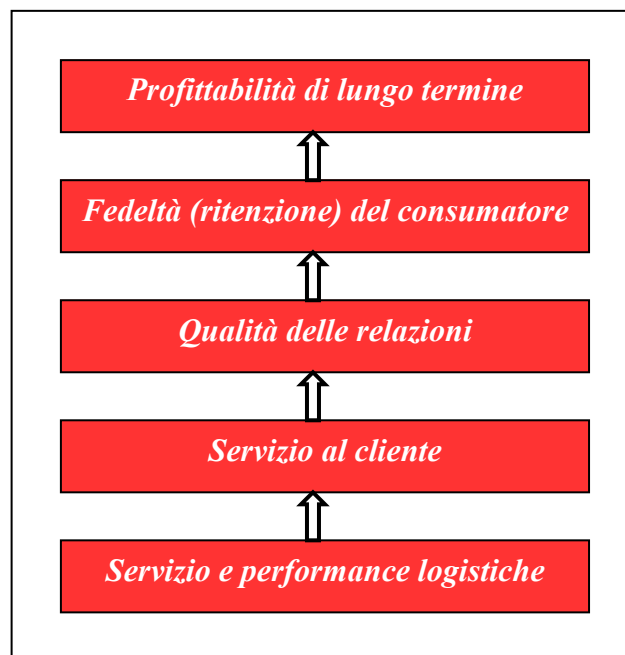 Profittabilità di lungo termine
Fedeltà (ritenzione) del consumatore
Qualità delle relazioni
Servizio al cliente
Servizio e performance logistiche